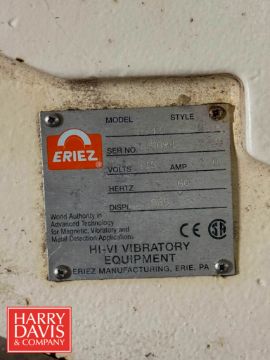 MODEL STYLE
ERIEZ
SER NO.
VOLTS AMP
HERTZ 60
DISPL.
World Authority in
Advanced Technology
for Magnetic, Vibratory and
Metal Detection Applications
CE
HI-VI VIBRATORY
EQUIPMENT
ERIEZ MANUFACTURING, ERIE, PA
HARRY
DAVIS
& COMPANY